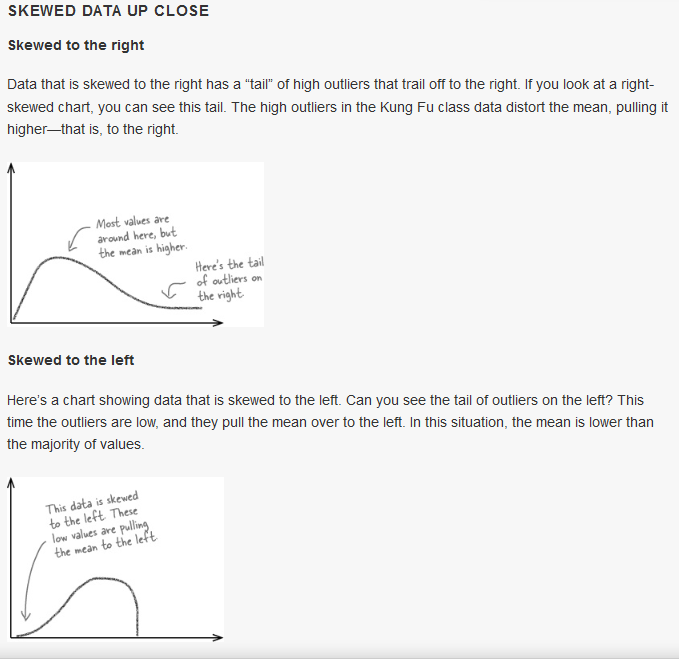 SKEWED DATA UP CLOSE
Skewed to the right
Data that is skewed to the right has a “tail” of high outliers that trail off to the right. If you look at a right-
skewed chart, you can see this tail. The high outliers in the Kung Fu class data distort the mean, pulling it
higher—that is, to the right.
Most values are
around here, but
the mean is higher.
Here's the tail
of outliers on
the right.
Skewed to the left
Here’s a chart showing data that is skewed to the left. Can you see the tail of outliers on the left? This
time the outliers are low, and they pull the mean over to the left. In this situation, the mean is lower than
the majority of values.
This data is skewed
to the left. These
low values are pulling
the mean to the left.